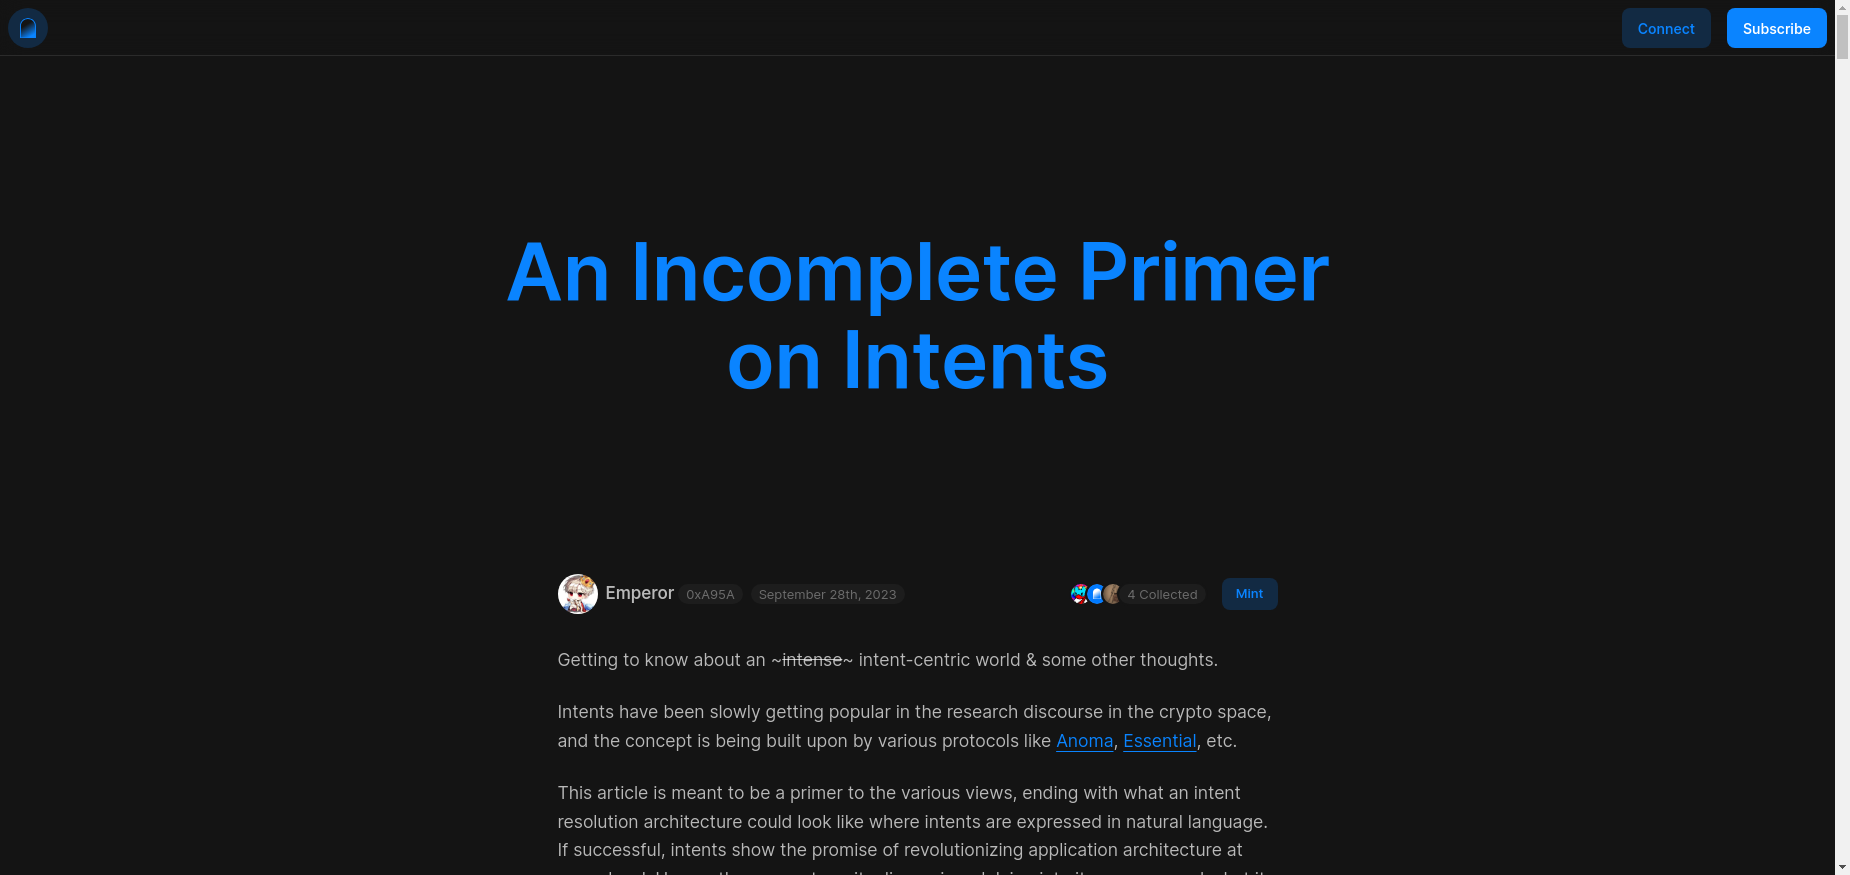 Connect
Subscribe
An Incomplete Primer
on Intents
Emperor 0xA95A September 28th, 2023
4 Collected
Mint
Getting to know about an ~intense~ intent-centric world & some other thoughts.
Intents have been slowly getting popular in the research discourse in the crypto space,
and the concept is being built upon by various protocols like Anoma, Essential, etc.
This article is meant to be a primer to the various views, ending with what an intent
resolution architecture could look like where intents are expressed in natural language.
If successful, intents show the promise of revolutionizing application architecture at